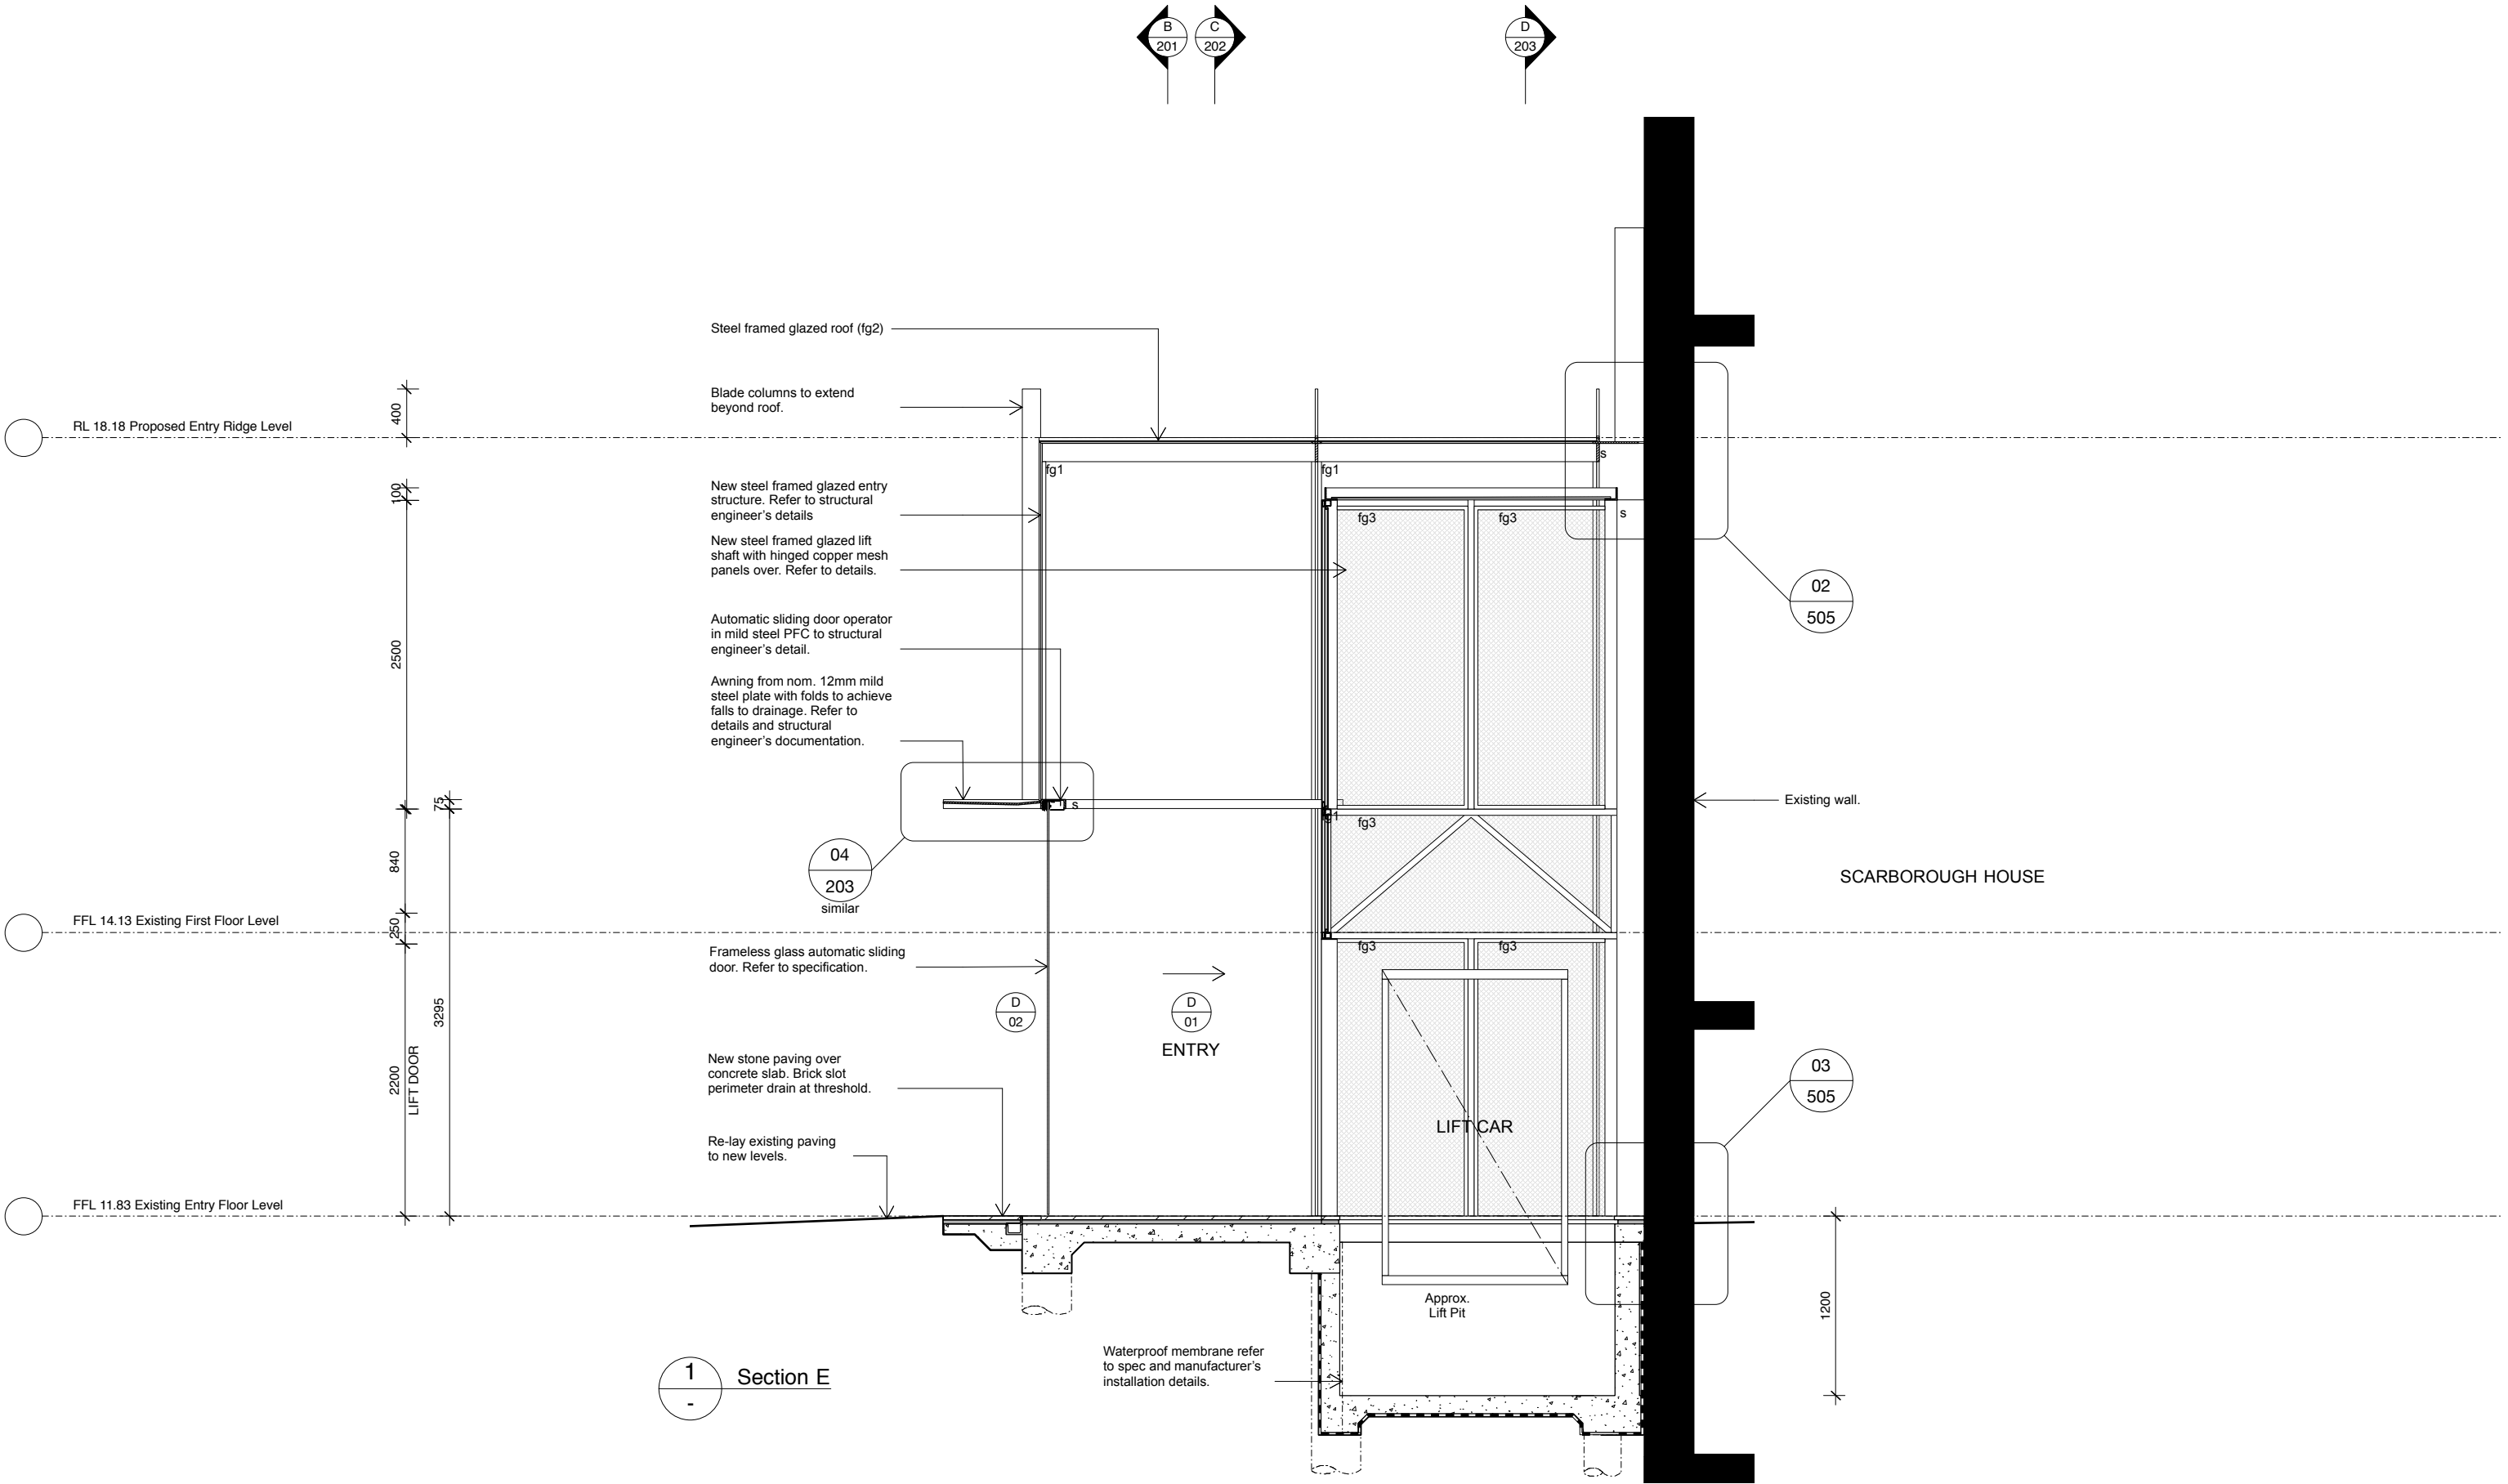 B
201
C
202
D
203
Steel framed glazed roof (fg2)
Blade columns to extend
beyond roof.
400
RL 18.18 Proposed Entry Ridge Level
fg1
fg1
s
New steel framed glazed entry
structure. Refer to structural
engineer's details
100
fg3
fg3
s
New steel framed glazed lift
shaft with hinged copper mesh
panels over. Refer to details.
02
505
Automatic sliding door operator
in mild steel PFC to structural
engineer's detail.
2500
Awning from nom. 12mm mild
steel plate with folds to achieve
falls to drainage. Refer to
details and structural
engineer's documentation.
75
s
Existing wall.
fg1
fg3
840
04
203
similar
SCARBOROUGH HOUSE
FFL 14.13 Existing First Floor Level
250
Frameless glass automatic sliding
door. Refer to specification.
fg3
fg3
3295
D
02
D
01
ENTRY
New stone paving over
concrete slab. Brick slot
perimeter drain at threshold.
2200
LIFT DOOR
03
505
LIFT CAR
Re-lay existing paving
to new levels.
FFL 11.83 Existing Entry Floor Level
Approx.
Lift Pit
1200
Waterproof membrane refer
to spec and manufacturer's
installation details.
1
-
Section E